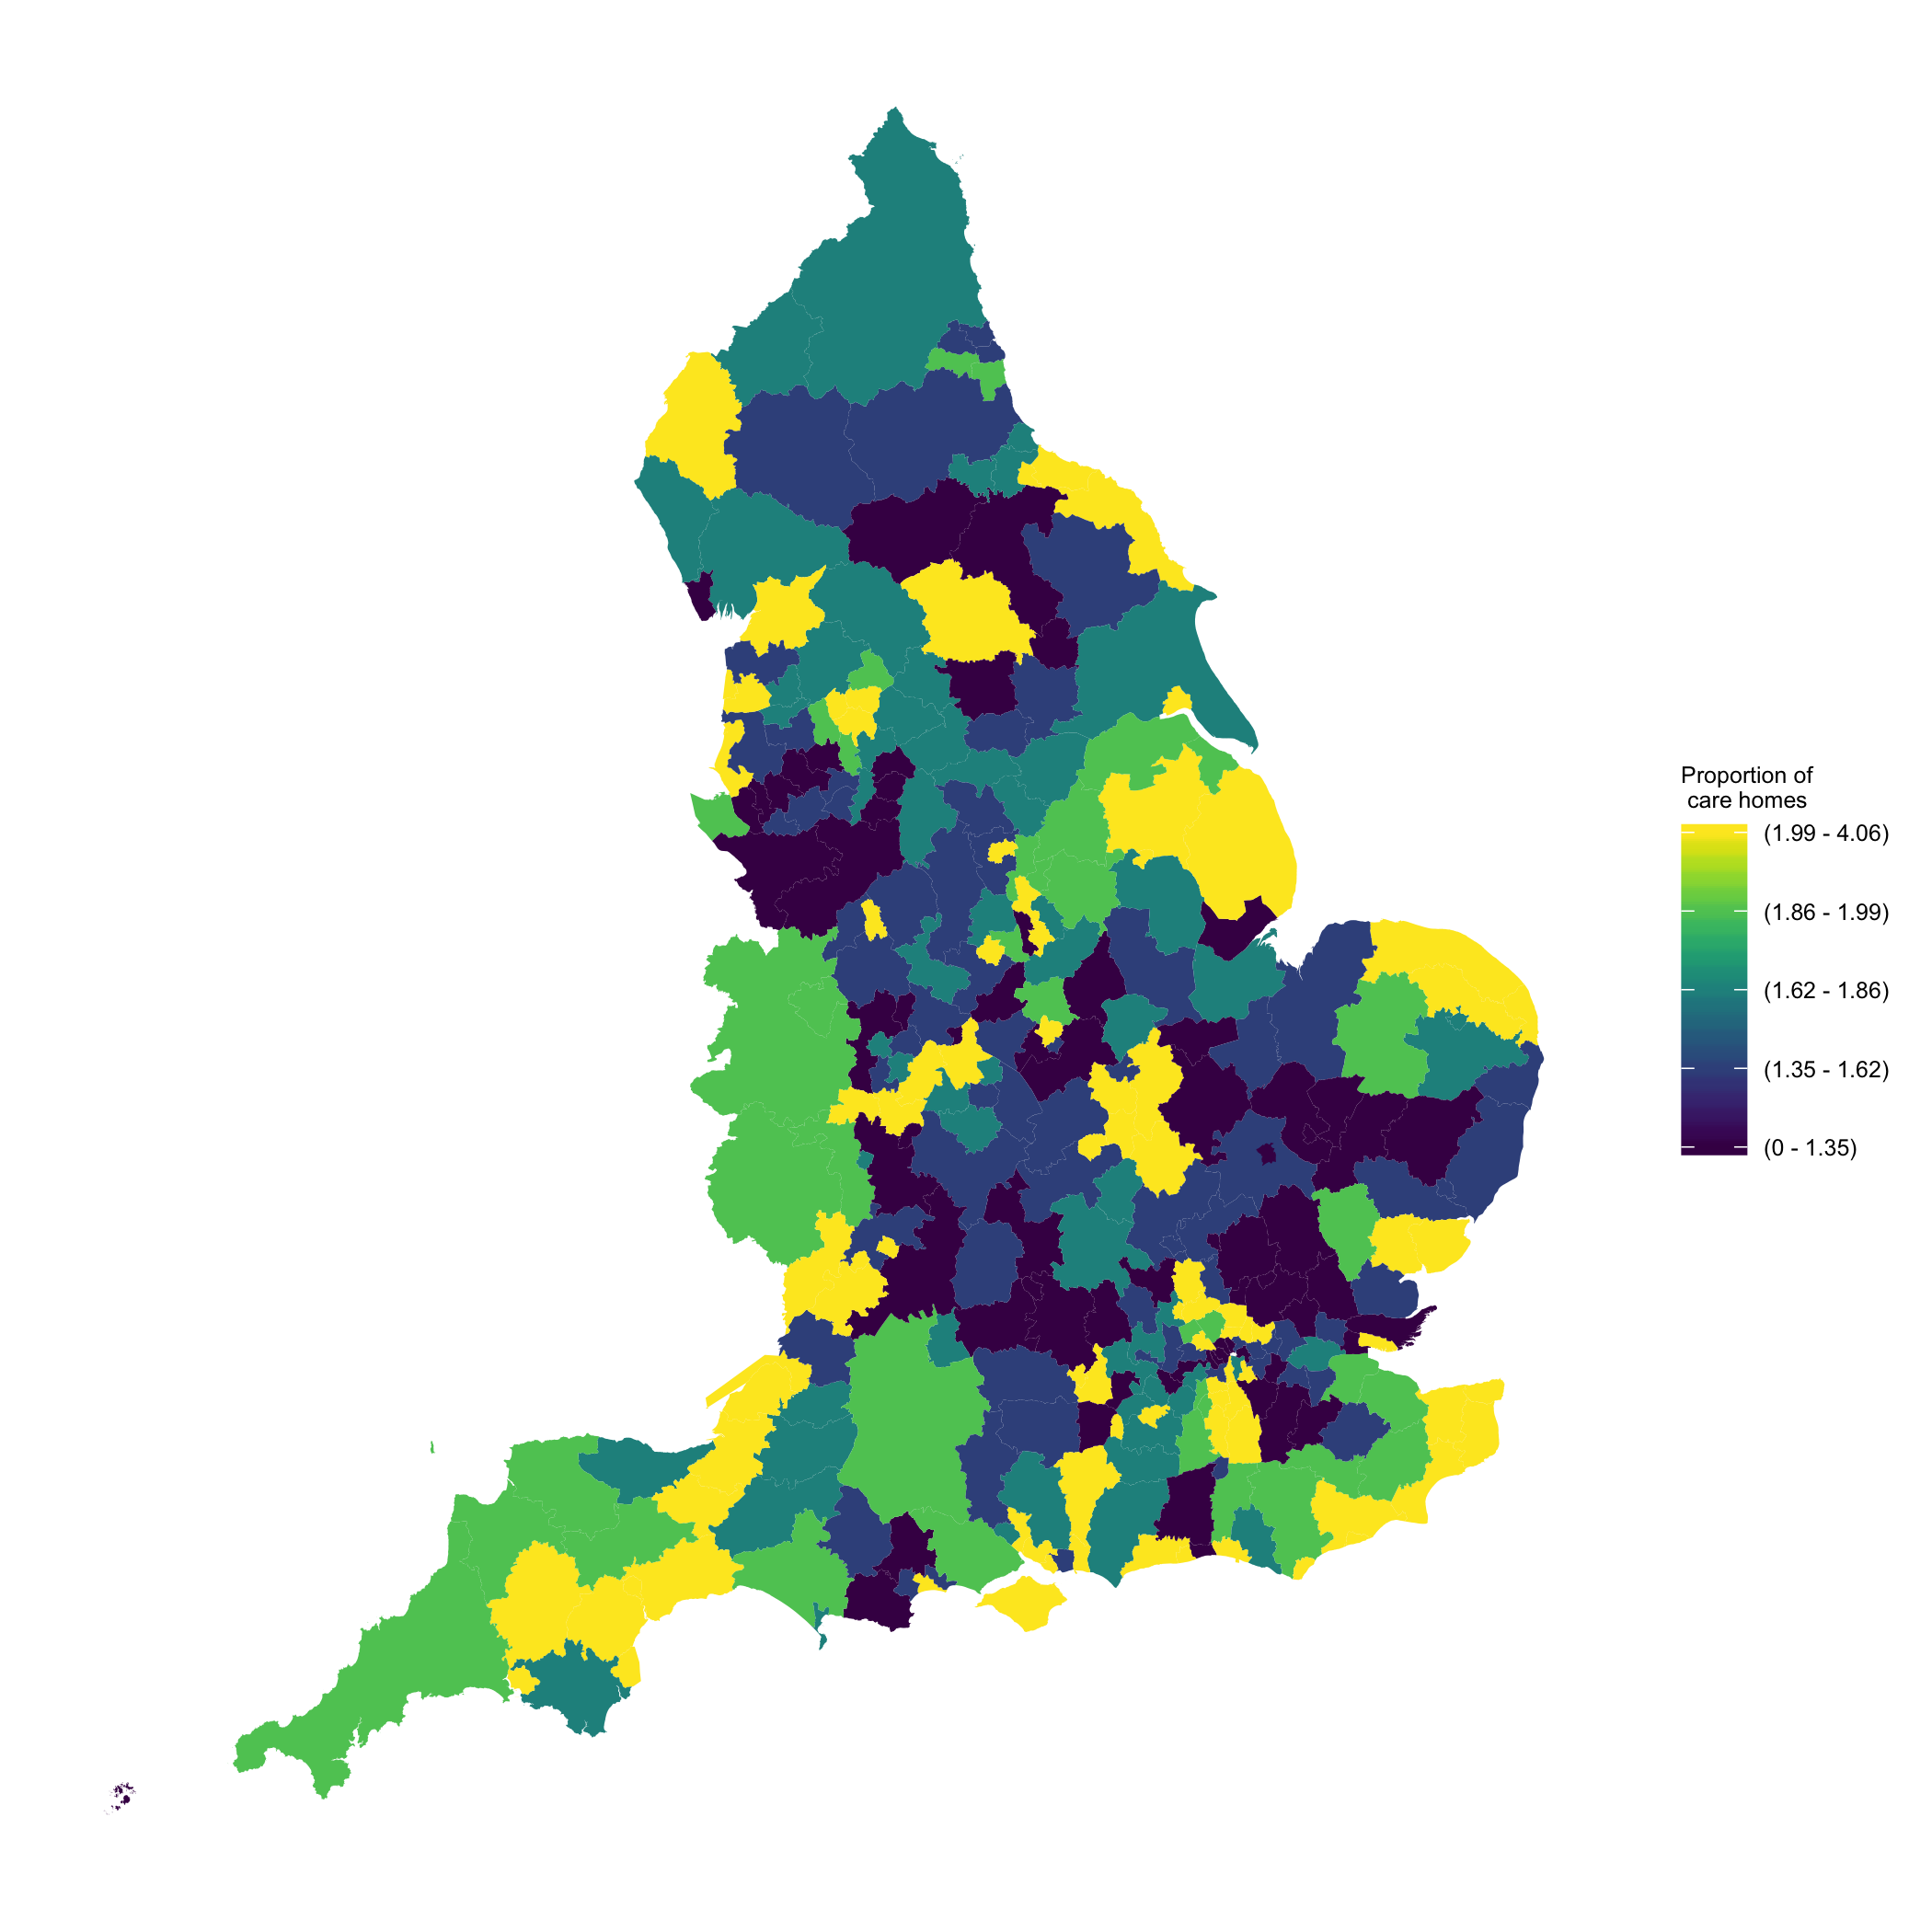 Proportion of
care homes
(1.99 - 4.06)
(1.86 - 1.99)
(1.62 - 1.86)
(1.35 - 1.62)
(0 - 1.35)